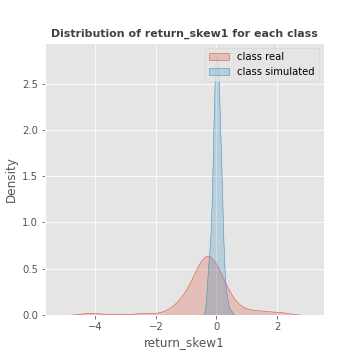 Distribution of return_skew1 for each class
class real
class simulated
Density
2.5
2.0
1.5
1.0
0.5
0.0
−4
−2
0
2
return_skew1